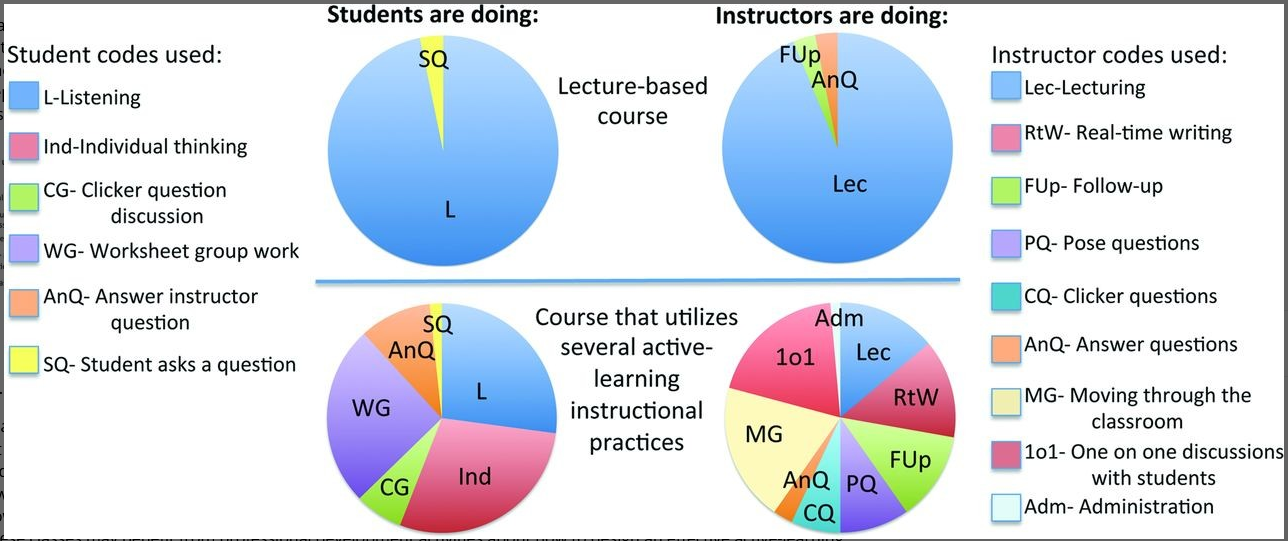 Students are doing:
Instructors are doing:
Student codes used:
L-Listening
Ind-Individual thinking
CG- Clicker question
discussion
WG- Worksheet group work
AnQ- Answer instructor
question
SQ- Student asks a question
SQ
L
Lecture-based
course
FUp
AnQ
Lec
SQ
AnQ
L
WG
Ind
CG
Course that utilizes
several active-
learning
instructional
practices
Adm
Lec
1o1
RtW
MG
FUp
AnQ
PQ
CQ
Instructor codes used:
Lec-Lecturing
RtW- Real-time writing
FUp- Follow-up
PQ- Pose questions
CQ- Clicker questions
AnQ- Answer questions
MG- Moving through the
classroom
1o1- One on one discussions
with students
Adm- Administration